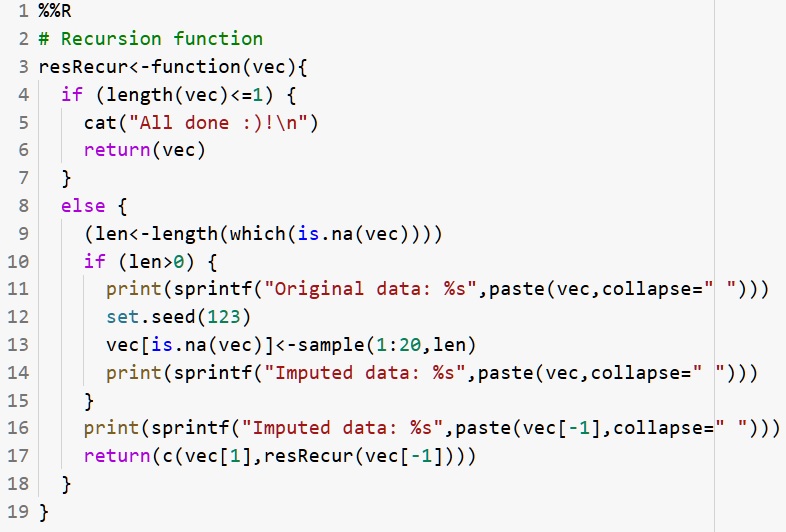 1 %%R
2 # Recursion function
3 resRecur<-function(vec){
4   if (length(vec)<=1) {
5     cat("All done :)!\n")
6     return(vec)
7   }
8   else {
9     (len<-length(which(is.na(vec))))
10     if (len>0) {
11       print(sprintf("Original data: %s",paste(vec,collapse=" ")))
12       set.seed(123)
13       vec[is.na(vec)]<-sample(1:20,len)
14       print(sprintf("Imputed data: %s",paste(vec,collapse=" ")))
15     }
16     print(sprintf("Imputed data: %s",paste(vec[-1],collapse=" ")))
17     return(c(vec[1],resRecur(vec[-1])))
18   }
19 }